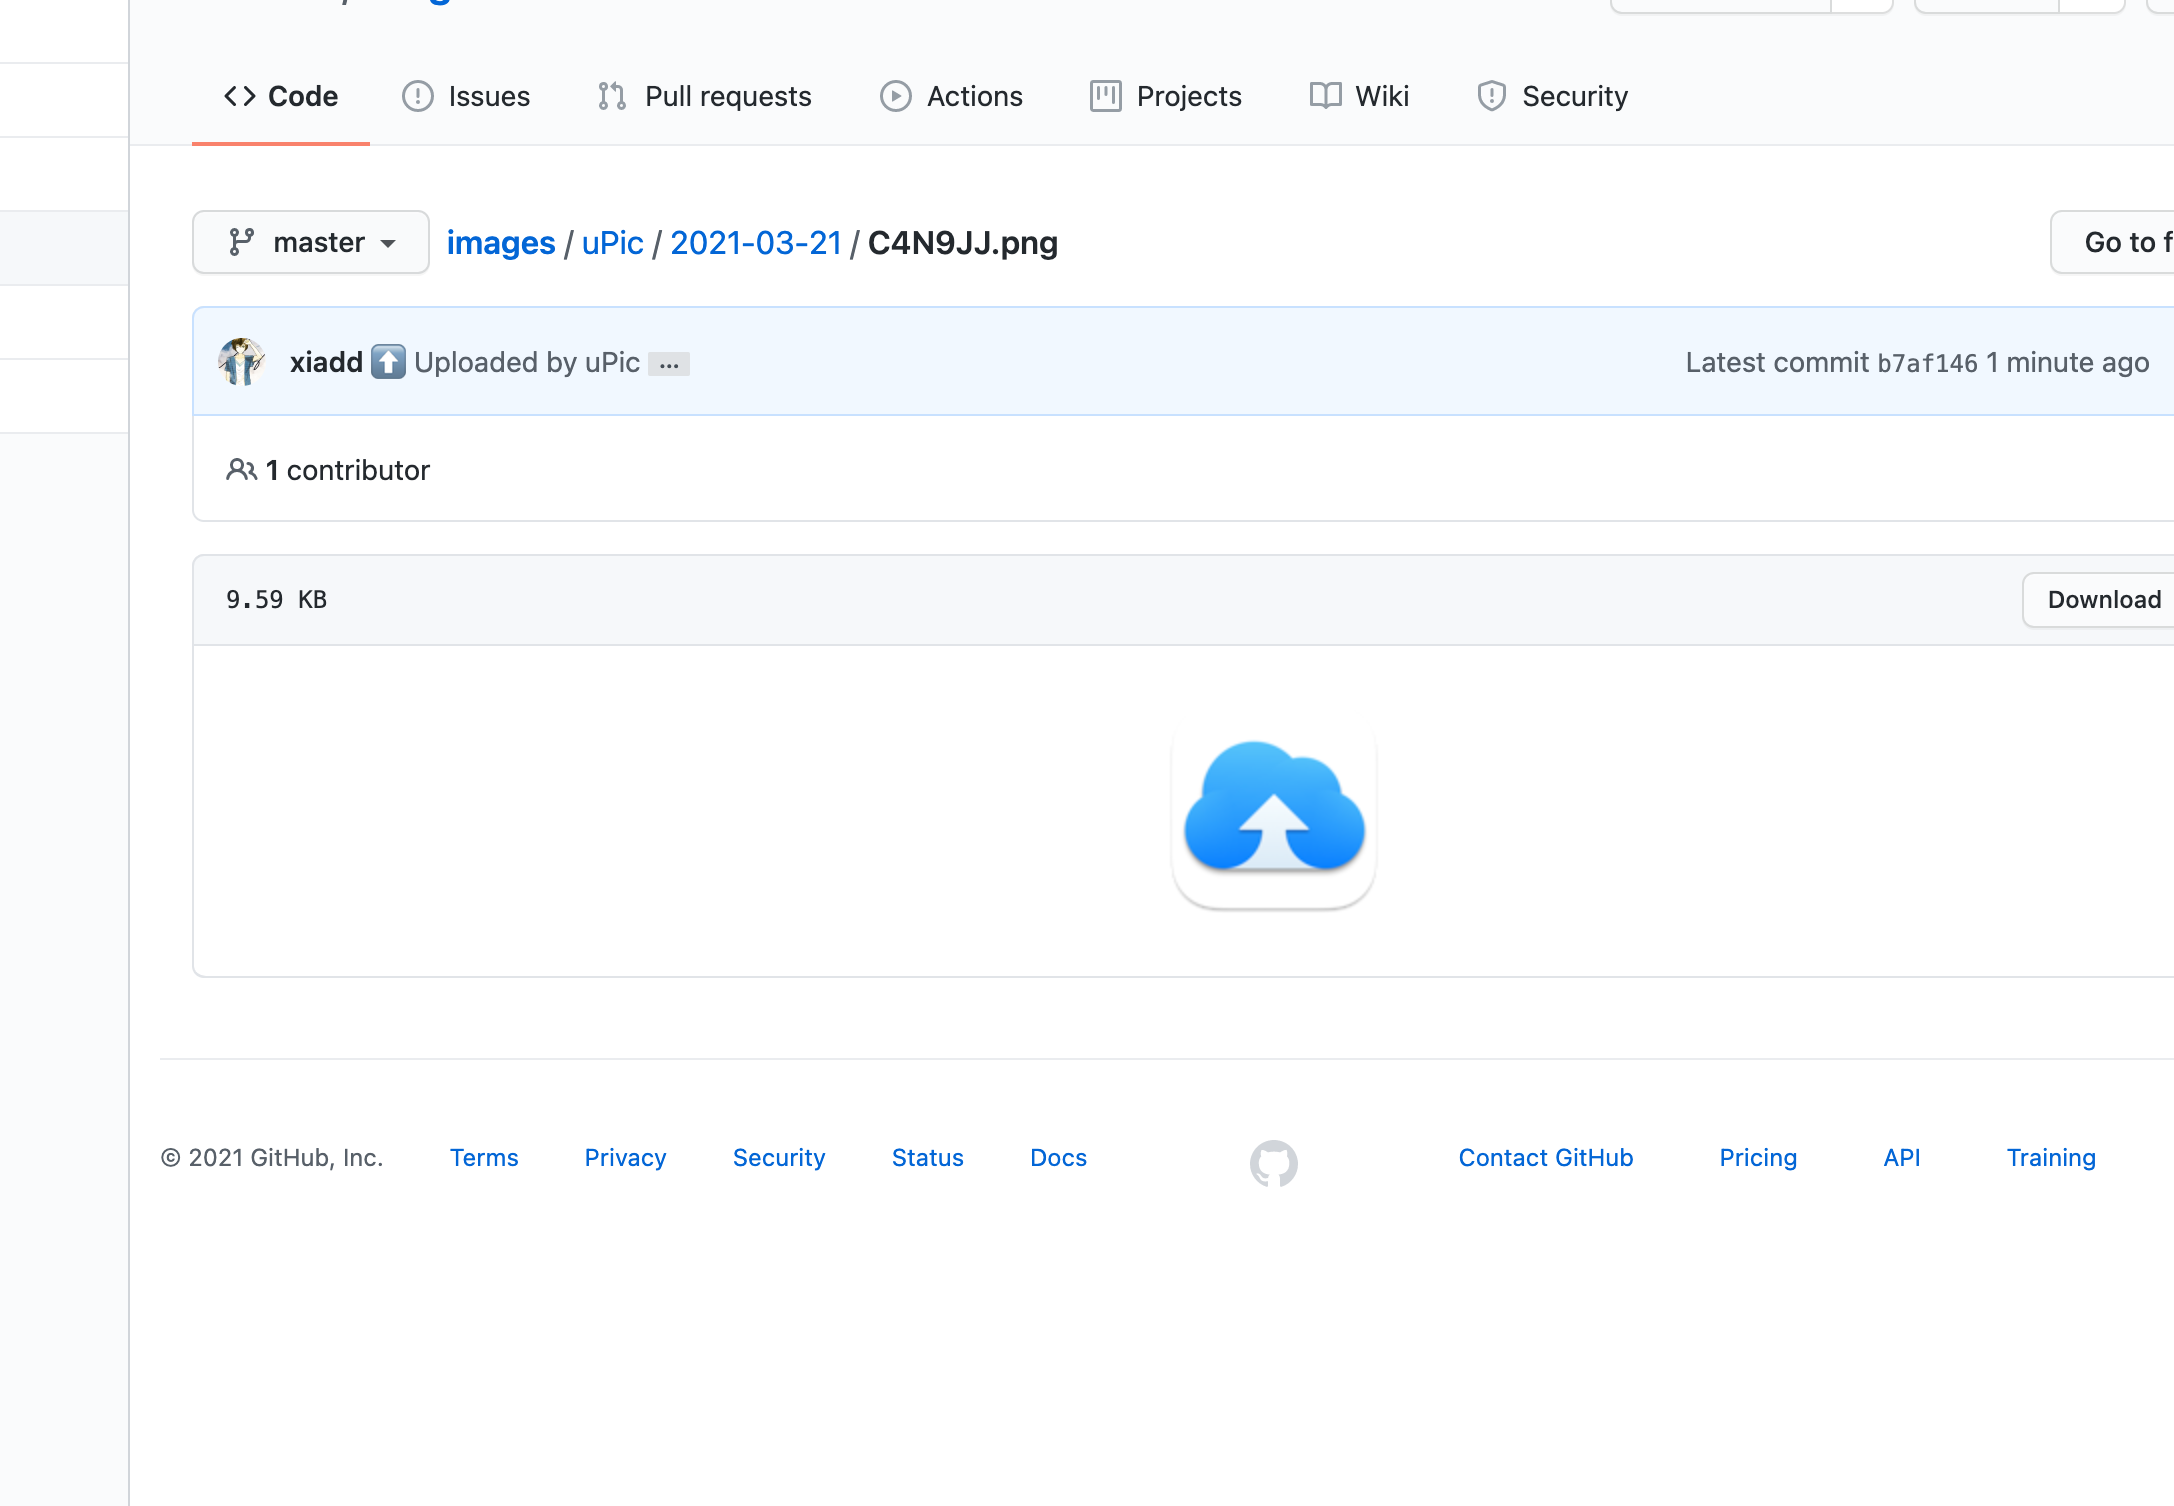 Code Issues Pull requests Actions Projects Wiki Security
master images / uPic / 2021-03-21 / C4N9JJ.png Go to
xiadd ⬆️ Uploaded by uPic ... Latest commit b7af146 1 minute ago
1 contributor
9.59 KB Download
© 2021 GitHub, Inc. Terms Privacy Security Status Docs Contact GitHub Pricing API Training